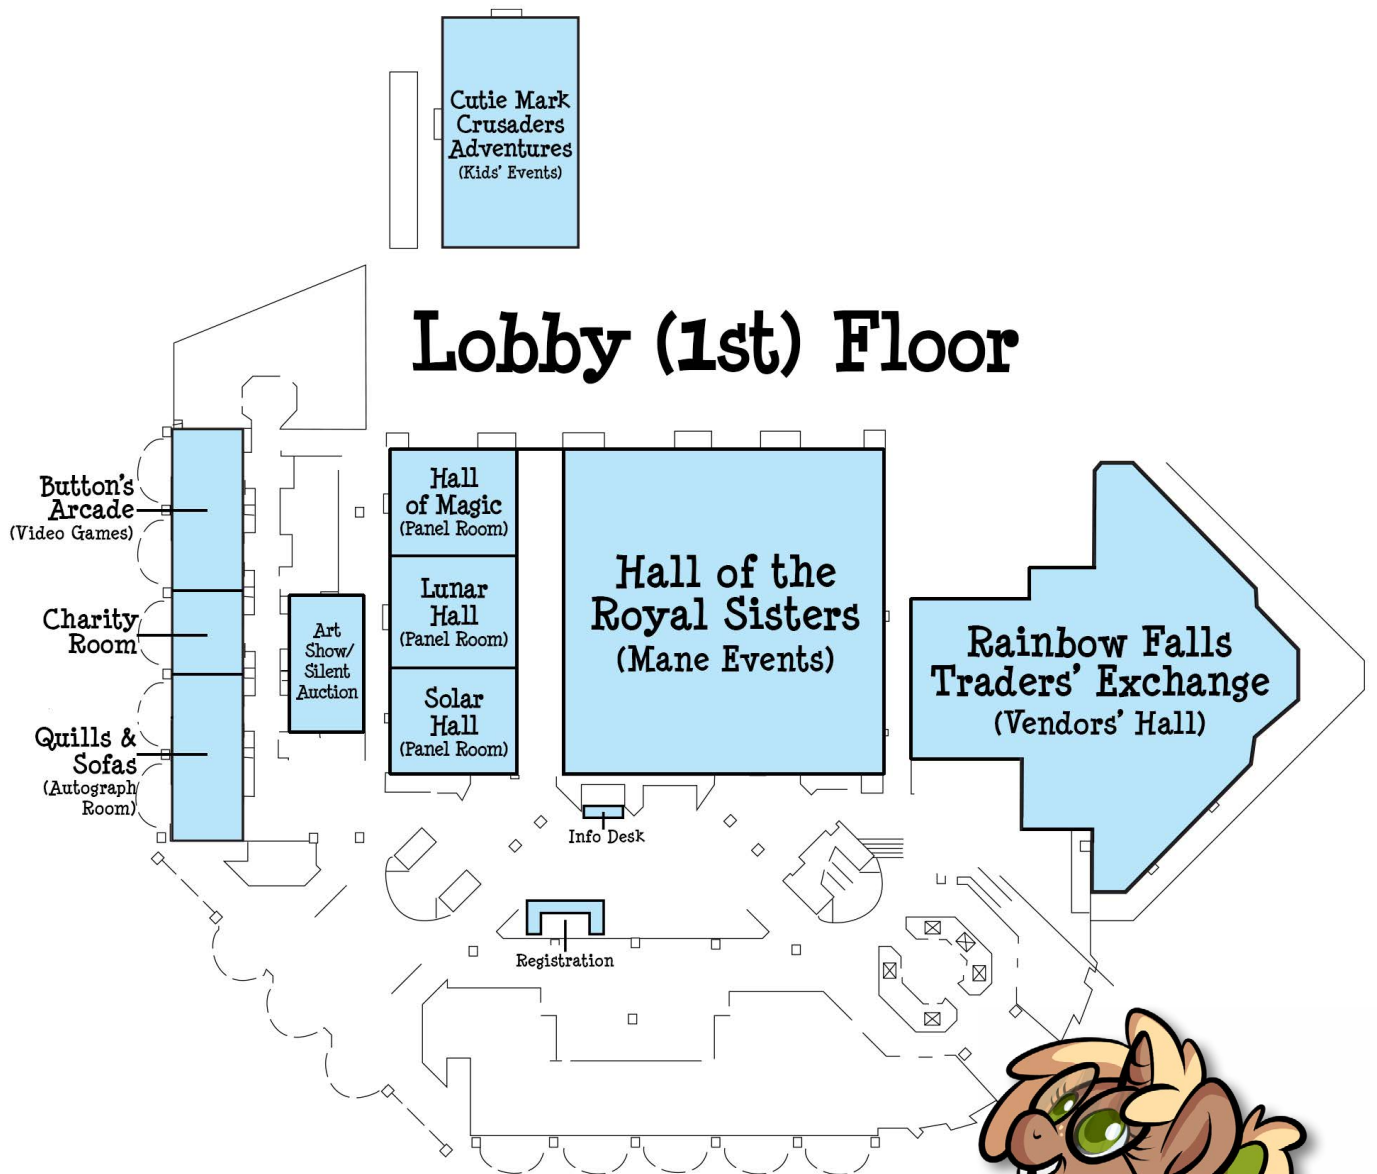 Cutie Mark
Crusaders
Adventures
(Kids' Events)
Lobby (1st) Floor
Button's
Arcade
(Video Games)
Charity
Room
Quills &
Sofas
(Autograph
Room)
Art
Show/
Silent
Auction
Hall
of Magic
(Panel Room)
Lunar
Hall
(Panel Room)
Solar
Hall
(Panel Room)
Hall of the
Royal Sisters
(Mane Events)
Rainbow Falls
Traders' Exchange
(Vendors' Hall)
Info Desk
Registration